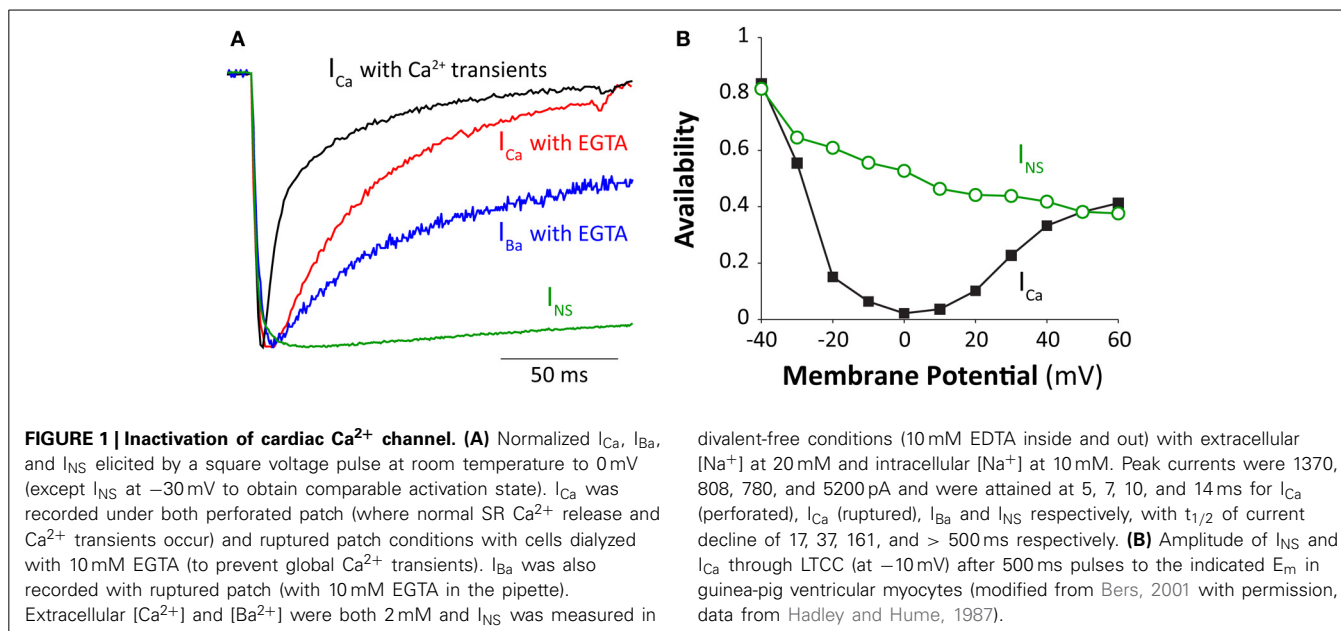 A
I_Ca with Ca²⁺ transients
I_Ca with EGTA
I_Ba with EGTA
I_NS
50 ms
B
1
0.8
0.6
0.4
0.2
0
Availability
I_NS
I_Ca
-40 -20 0 20 40 60
Membrane Potential (mV)
FIGURE 1 | Inactivation of cardiac Ca²⁺ channel. (A) Normalized I_Ca, I_Ba,
and I_NS elicited by a square voltage pulse at room temperature to 0 mV
(except I_NS at −30 mV to obtain comparable activation state). I_Ca was
recorded under both perforated patch (where normal SR Ca²⁺ release and
Ca²⁺ transients occur) and ruptured patch conditions with cells dialyzed
with 10 mM EGTA (to prevent global Ca²⁺ transients). I_Ba was also
recorded with ruptured patch (with 10 mM EGTA in the pipette).
Extracellular [Ca²⁺] and [Ba²⁺] were both 2 mM and I_NS was measured in
divalent-free conditions (10 mM EDTA inside and out) with extracellular
[Na⁺] at 20 mM and intracellular [Na⁺] at 10 mM. Peak currents were 1370,
808, 780, and 5200 pA and were attained at 5, 7, 10, and 14 ms for I_Ca
(perforated), I_Ca (ruptured), I_Ba and I_NS respectively, with t_1/2 of current
decline of 17, 37, 161, and > 500 ms respectively. (B) Amplitude of I_NS and
I_Ca through LTCC (at −10 mV) after 500 ms pulses to the indicated E_m in
guinea-pig ventricular myocytes (modified from Bers, 2001 with permission,
data from Hadley and Hume, 1987).